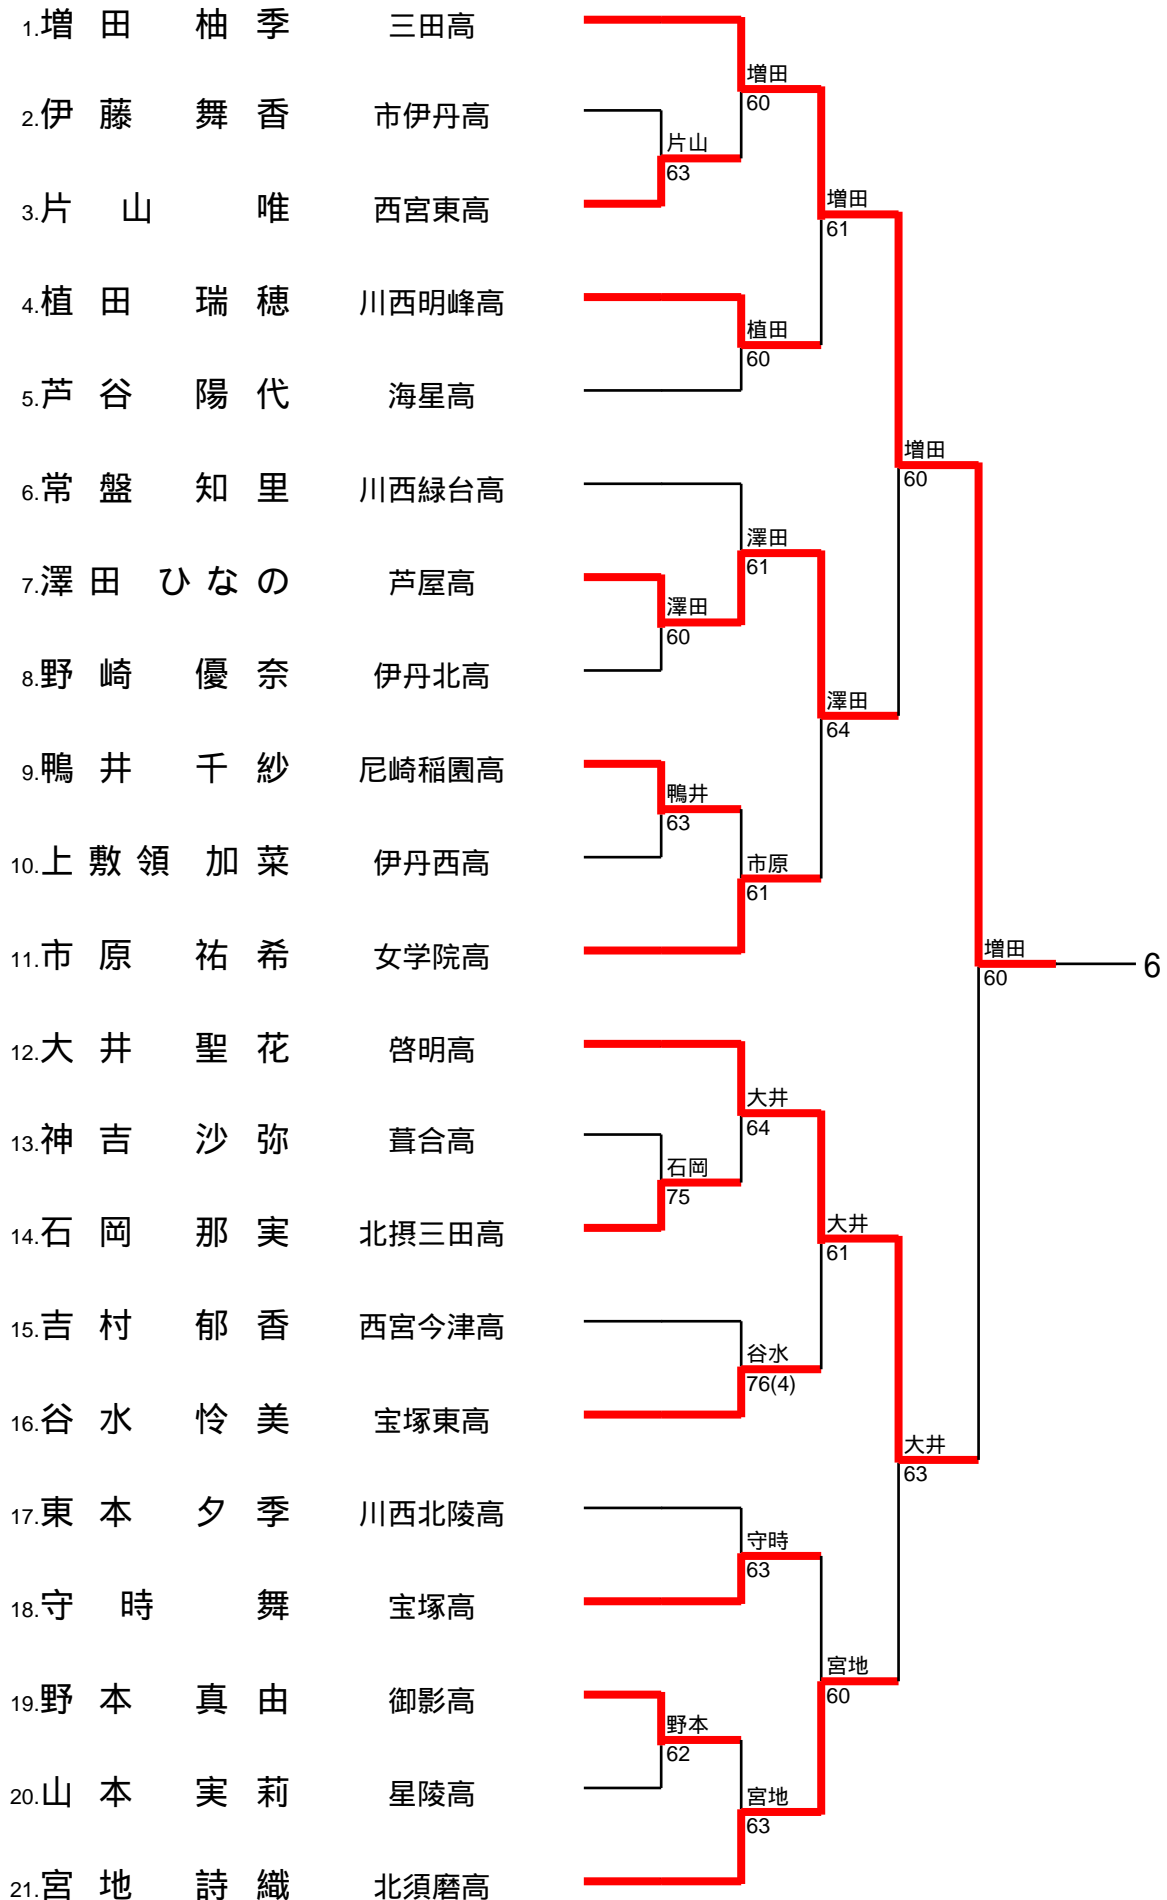 1.増田 柚季 三田高
増田
60
2.伊藤 舞香 市伊丹高
片山
63
3.片山 唯 西宮東高
増田
61
4.植田 瑞穂 川西明峰高
植田
60
5.芦谷 陽代 海星高
増田
60
6.常盤 知里 川西緑台高
澤田
61
7.澤田 ひなの 芦屋高
澤田
60
8.野崎 優奈 伊丹北高
澤田
64
9.鴨井 千紗 尼崎稲園高
鴨井
63
10.上敷領 加菜 伊丹西高
市原
61
11.市原 祐希 女学院高
増田
60
6
12.大井 聖花 啓明高
大井
64
13.神吉 沙弥 葺合高
石岡
75
14.石岡 那実 北摂三田高
大井
61
15.吉村 郁香 西宮今津高
谷水
76(4)
16.谷水 怜美 宝塚東高
大井
63
17.東本 夕季 川西北陵高
守時
63
18.守時 舞 宝塚高
宮地
60
19.野本 真由 御影高
野本
62
20.山本 実莉 星陵高
宮地
63
21.宮地 詩織 北須磨高